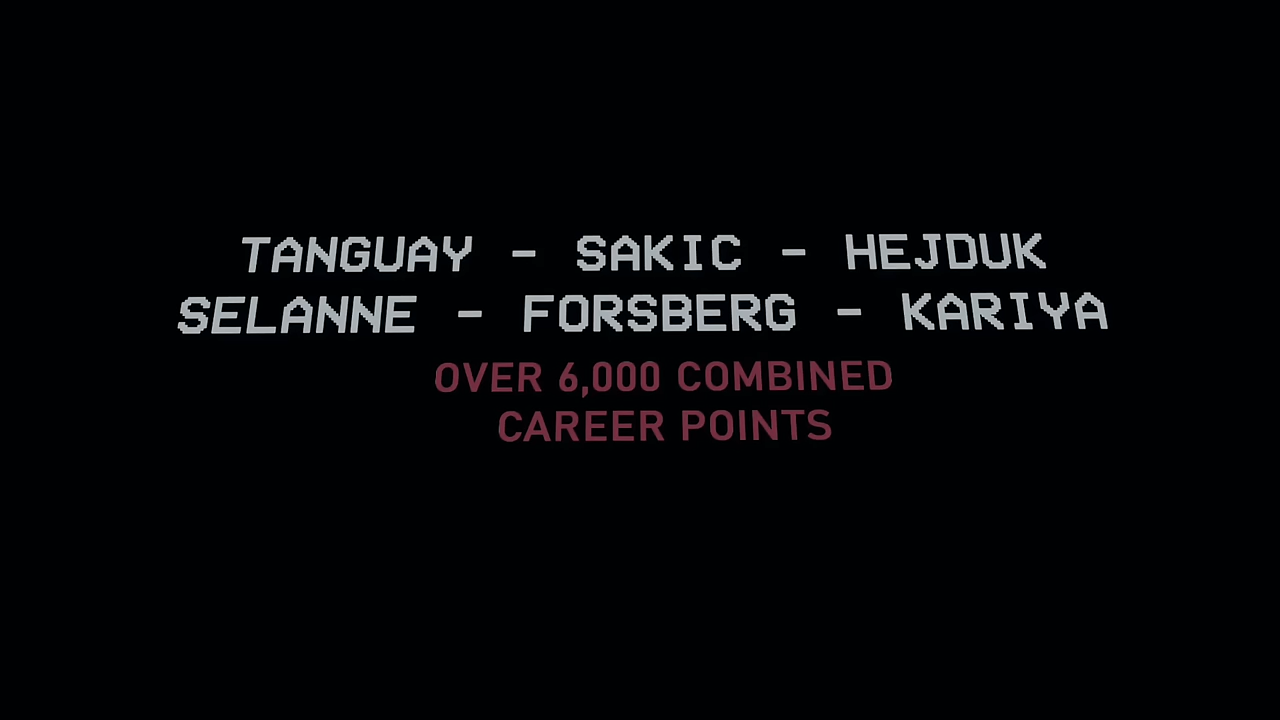 TANGUAY - SAKIC - HEJDUK
SELANNE - FORSBERG - KARIYA
OVER 6,000 COMBINED
CAREER POINTS